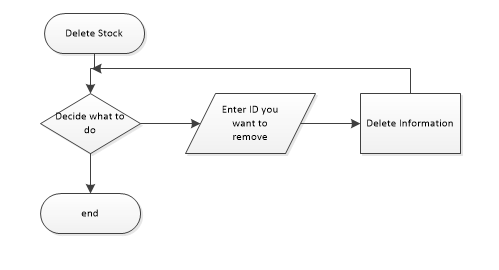 Delete Stock
Decide what to
do
Enter ID you
want to
remove
Delete Information
end